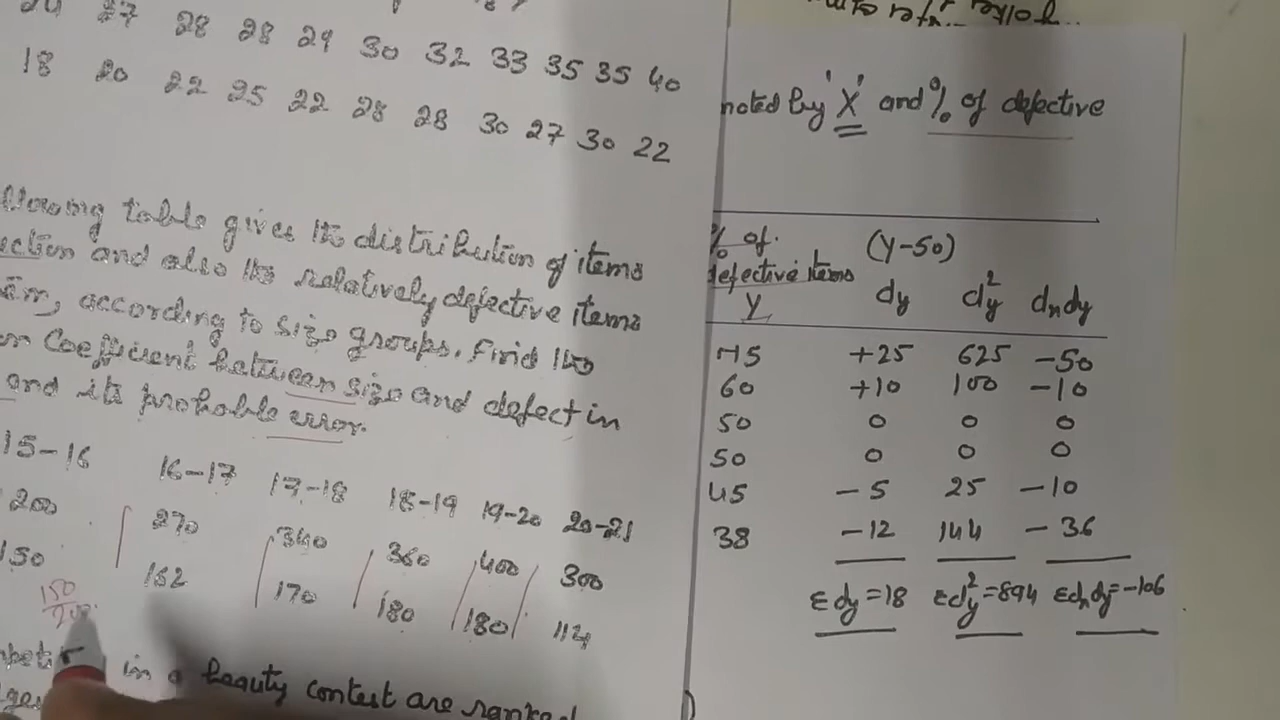 27 28 28 29 30 32 33 35 35 40
18 20 22 25 22 28 28 30 27 30 22
llowing table gives the distribution of items
ection and also its relatively defective items
, according to size groups. Find the
on Coefficient between size and defect in
and its probable error.
15-16 16-17 17-18 18-19 19-20 20-21
200 270 340 360 400 300
150 162 170 180 180 114
150
in a beauty contest are ranked
noted by 'X' and % of defective
% of (Y-50)
defective items dy d²y dxdy
Y
75 +25 625 -50
60 +10 100 -10
50 0 0 0
50 0 0 0
45 -5 25 -10
38 -12 144 -36
Σdy=18 Σdy²=894 Σdxdy=-106